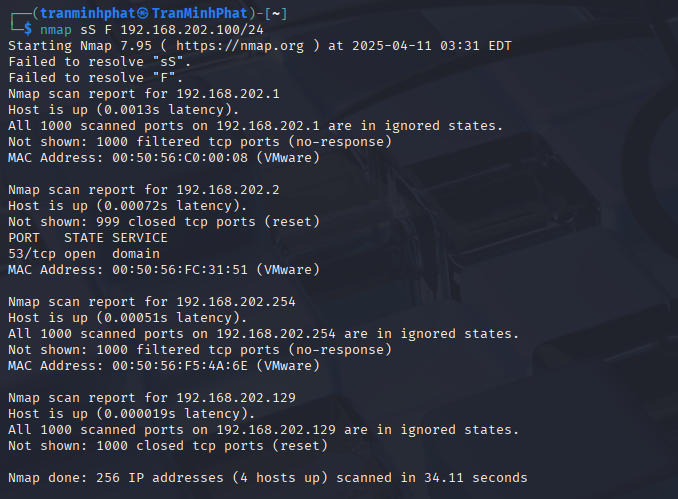 ┌──(tranminhphat㉿TranMinhPhat)-[~]
└─$ nmap sS F 192.168.202.100/24
Starting Nmap 7.95 ( https://nmap.org ) at 2025-04-11 03:31 EDT
Failed to resolve "sS".
Failed to resolve "F".
Nmap scan report for 192.168.202.1
Host is up (0.0013s latency).
All 1000 scanned ports on 192.168.202.1 are in ignored states.
Not shown: 1000 filtered tcp ports (no-response)
MAC Address: 00:50:56:C0:00:08 (VMware)

Nmap scan report for 192.168.202.2
Host is up (0.00072s latency).
Not shown: 999 closed tcp ports (reset)
PORT   STATE SERVICE
53/tcp open  domain
MAC Address: 00:50:56:FC:31:51 (VMware)

Nmap scan report for 192.168.202.254
Host is up (0.00051s latency).
All 1000 scanned ports on 192.168.202.254 are in ignored states.
Not shown: 1000 filtered tcp ports (no-response)
MAC Address: 00:50:56:F5:4A:6E (VMware)

Nmap scan report for 192.168.202.129
Host is up (0.000019s latency).
All 1000 scanned ports on 192.168.202.129 are in ignored states.
Not shown: 1000 closed tcp ports (reset)

Nmap done: 256 IP addresses (4 hosts up) scanned in 34.11 seconds